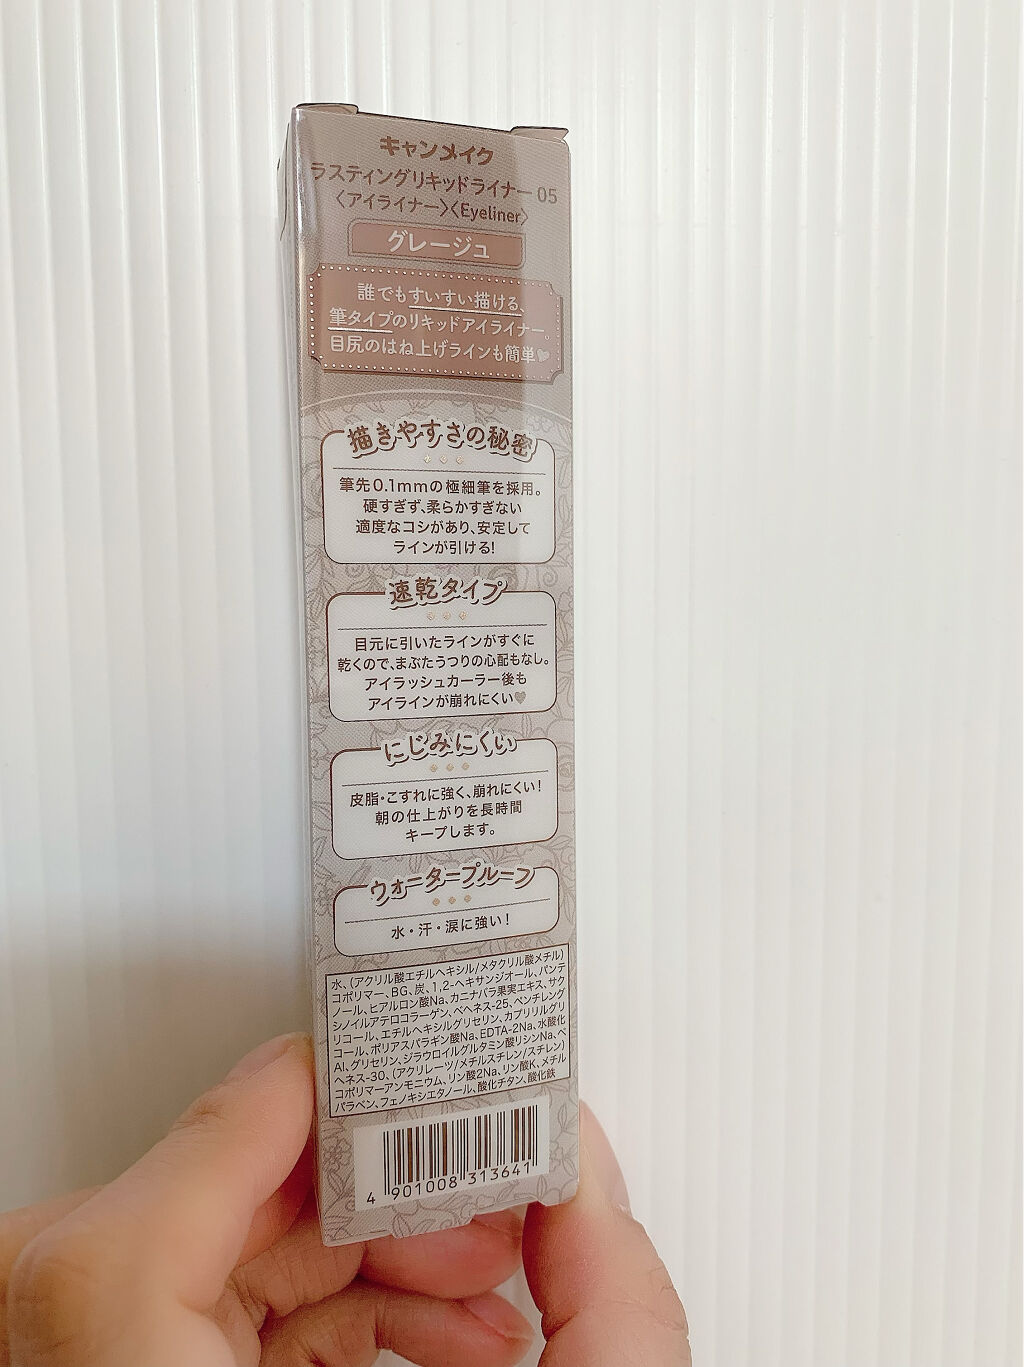 キャンメイク
ラスティングリキッドライナー 05
〈アイライナー〉〈Eyeliner〉
グレージュ
誰でもすいすい描ける、
筆タイプのリキッドアイライナー。
目尻のはね上げラインも簡単
描きやすさの秘密
筆先0.1mmの極細筆を採用。
硬すぎず、柔らかすぎない
適度なコシがあり、安定して
ラインが引ける!
速乾タイプ
目元に引いたラインがすぐに
乾くので、まぶたうつりの心配もなし。
アイラッシュカーラー後も
アイラインが崩れにくい
にじみにくい
皮脂・こすれに強く、崩れにくい!
朝の仕上がりを長時間
キープします。
ウォータープルーフ
水・汗・涙に強い!
水、(アクリル酸エチルヘキシル/メタクリル酸メチル)
コポリマー、BG、炭、1,2-ヘキサンジオール、パンテ
ノール、ヒアルロン酸Na、カニナバラ果実エキス、サク
シノイルアテロコラーゲン、ベヘネス-25、ペンチレング
リコール、エチルヘキシルグリセリン、カプリリルグリ
コール、ポリアスパラギン酸Na、EDTA-2Na、水酸化
Al、グリセリン、ジラウロイルグルタミン酸リシンNa、ベ
ヘネス-30、(アクリレーツ/メチルスチレン/スチレン)
コポリマーアンモニウム、リン酸2Na、リン酸K、メチル
パラベン、フェノキシエタノール、酸化チタン、酸化鉄
4 901008 313641